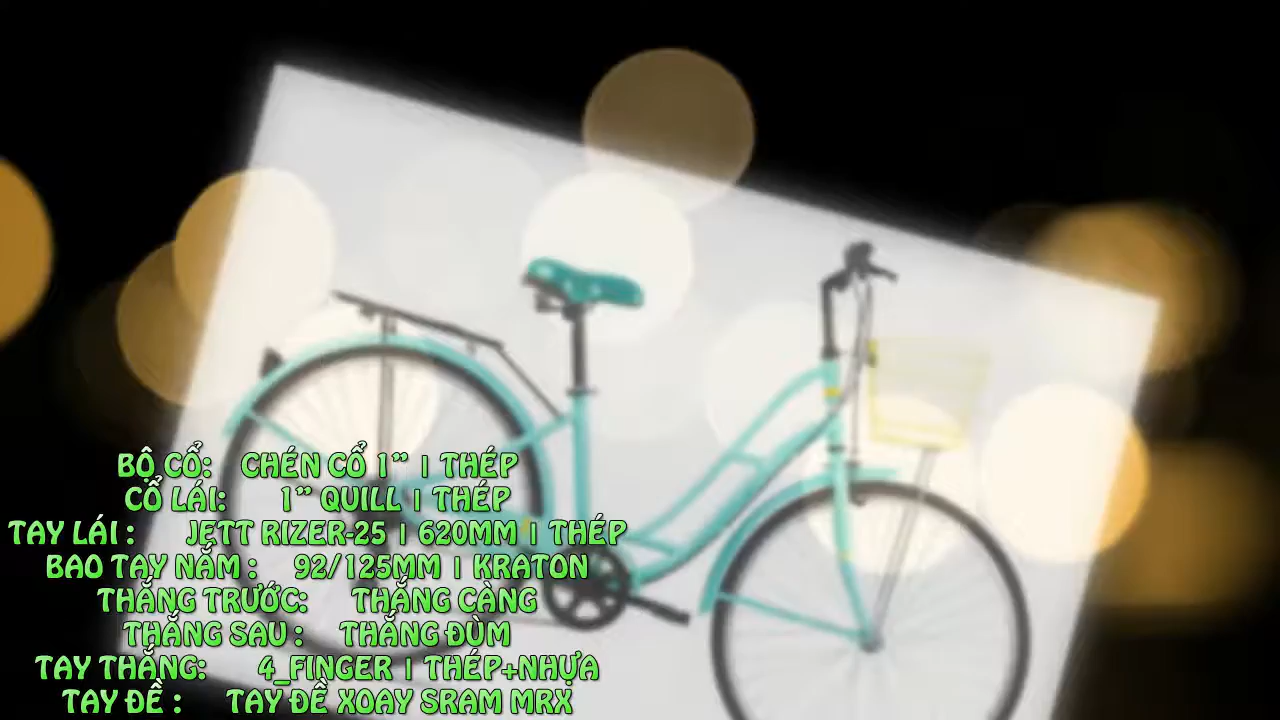 BỘ CỔ: CHÉN CỔ 1” | THÉP
CỔ LÁI: 1” QUILL | THÉP
TAY LÁI : JETT RIZER-25 | 620MM | THÉP
BAO TAY NẮM : 92/125MM | KRATON
THẮNG TRƯỚC: THẮNG CÀNG
THẮNG SAU : THẮNG ĐÙM
TAY THẮNG: 4_FINGER | THÉP+NHỰA
TAY ĐỀ : TAY ĐỀ XOAY SRAM MRX